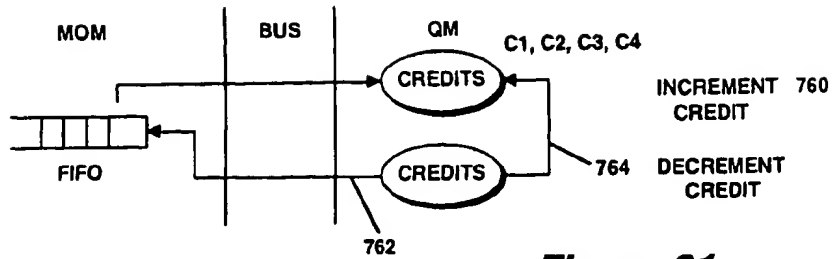 MOM
BUS
QM
C1, C2, C3, C4
CREDITS
INCREMENT 760
CREDIT
FIFO
CREDITS
764
DECREMENT
CREDIT
762